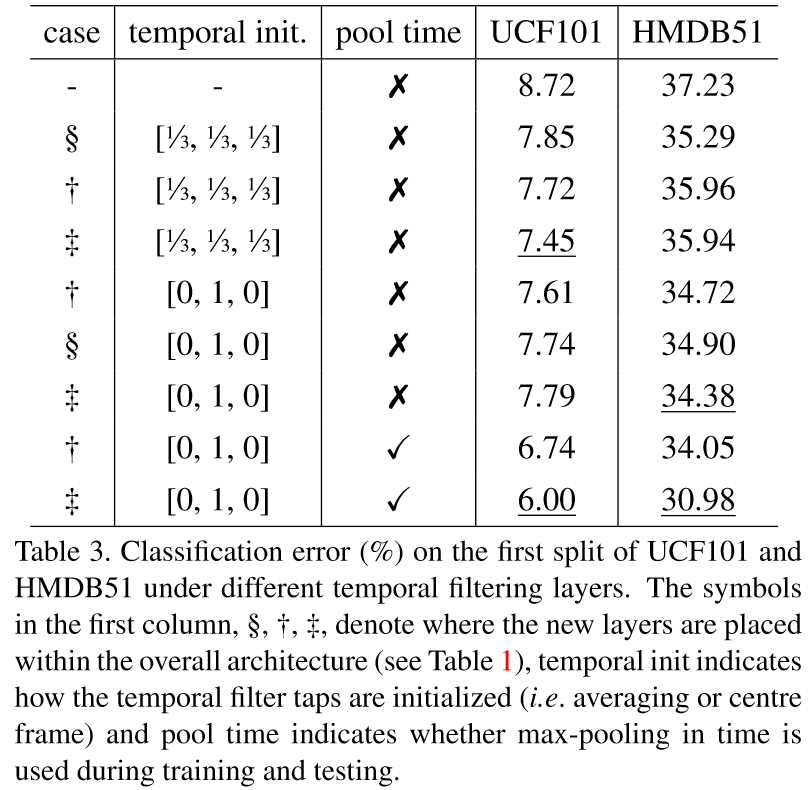 case temporal init. pool time UCF101 HMDB51
- - ✗ 8.72 37.23
§ [⅓, ⅓, ⅓] ✗ 7.85 35.29
† [⅓, ⅓, ⅓] ✗ 7.72 35.96
‡ [⅓, ⅓, ⅓] ✗ 7.45 35.94
† [0, 1, 0] ✗ 7.61 34.72
§ [0, 1, 0] ✗ 7.74 34.90
‡ [0, 1, 0] ✗ 7.79 34.38
† [0, 1, 0] ✓ 6.74 34.05
‡ [0, 1, 0] ✓ 6.00 30.98
Table 3. Classification error (%) on the first split of UCF101 and
HMDB51 under different temporal filtering layers. The symbols
in the first column, §, †, ‡, denote where the new layers are placed
within the overall architecture (see Table 1), temporal init indicates
how the temporal filter taps are initialized (i.e. averaging or centre
frame) and pool time indicates whether max-pooling in time is
used during training and testing.